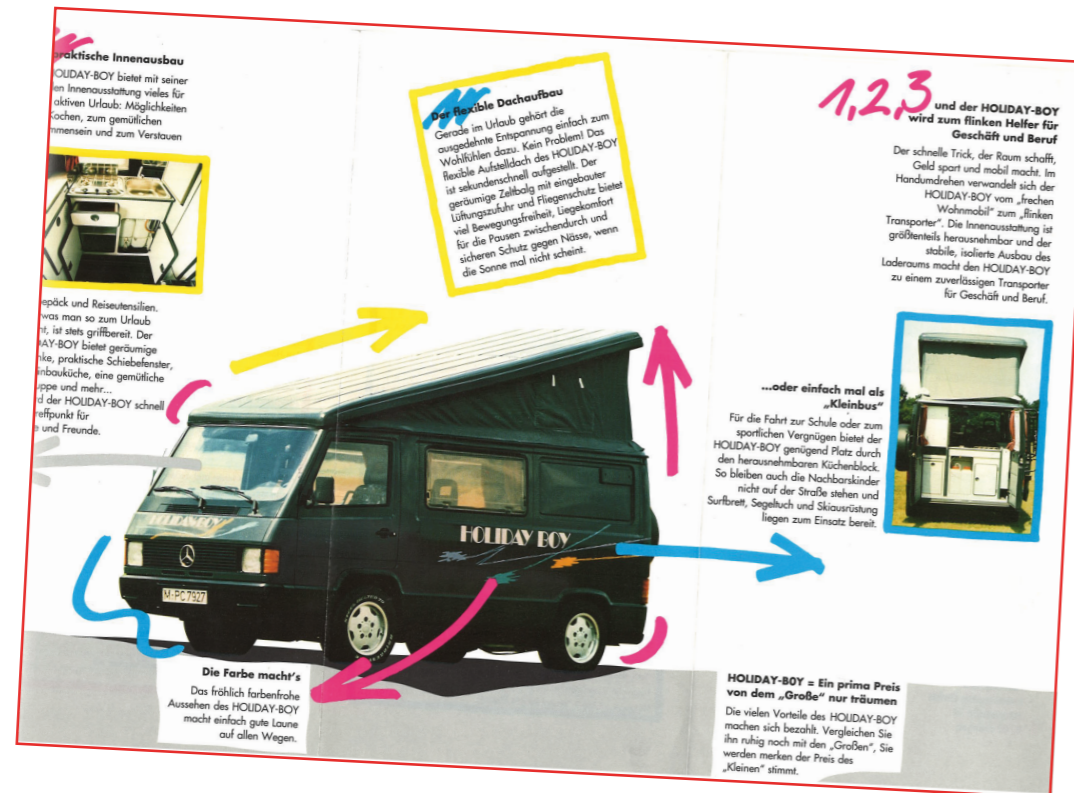 praktische Innenausbau
HOLIDAY-BOY bietet mit seiner
Innenausstattung vieles für
aktiven Urlaub: Möglichkeiten
Kochen, zum gemütlichen
und zum Verstauen
und Reiseutensilien.
was man so zum Urlaub
ist stets griffbereit. Der
bietet geräumige
praktische Schiebefenster,
eine gemütliche
und mehr...
der HOLIDAY-BOY schnell
für
und Freunde.
Der flexible Dachaufbau
Gerade im Urlaub gehört die
ausgedehnte Entspannung einfach zum
Wohlfühlen dazu. Kein Problem! Das
flexible Aufstelldach des HOLIDAY-BOY
ist sekundenschnell aufgestellt. Der
geräumige Zeltbalg mit eingebauter
Lüftungszufuhr und Fliegenschutz bietet
viel Bewegungsfreiheit, Liegekomfort
für die Pausen zwischendurch und
sicheren Schutz gegen Nässe, wenn
die Sonne mal nicht scheint.
1,2,3 und der HOLIDAY-BOY
wird zum flinken Helfer für
Geschäft und Beruf
Der schnelle Trick, der Raum schafft,
Geld spart und mobil macht. Im
Handumdrehen verwandelt sich der
HOLIDAY-BOY vom „frechen
Wohnmobil" zum „flinken
Transporter". Die Innenausstattung ist
größtenteils herausnehmbar und der
stabile, isolierte Ausbau des
Laderaums macht den HOLIDAY-BOY
zu einem zuverlässigen Transporter
für Geschäft und Beruf.
...oder einfach mal als
„Kleinbus"
Für die Fahrt zur Schule oder zum
sportlichen Vergnügen bietet der
HOLIDAY-BOY genügend Platz durch
den herausnehmbaren Küchenblock.
So bleiben auch die Nachbarskinder
nicht auf der Straße stehen und
Surfbrett, Segeltuch und Skiausrüstung
liegen zum Einsatz bereit.
HOLIDAY BOY
HOLIDAY BOY
M-PC 7927
Die Farbe macht's
Das fröhlich farbenfrohe
Aussehen des HOLIDAY-BOY
macht einfach gute Laune
auf allen Wegen.
HOLIDAY-BOY = Ein prima Preis
von dem „Große" nur träumen
Die vielen Vorteile des HOLIDAY-BOY
machen sich bezahlt. Vergleichen Sie
ihn ruhig noch mit den „Großen", Sie
werden merken der Preis des
„Kleinen" stimmt.